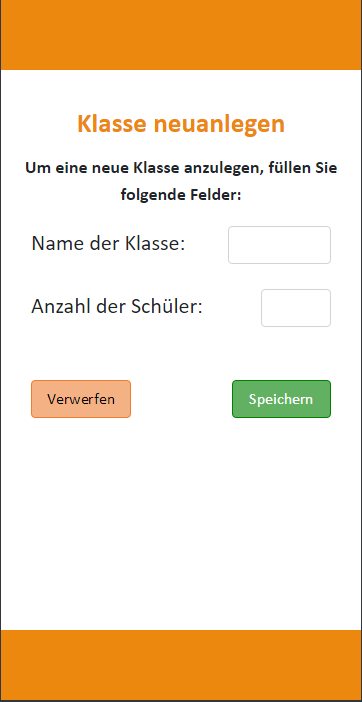 Klasse neuanlegen
Um eine neue Klasse anzulegen, füllen Sie
folgende Felder:
Name der Klasse:
Anzahl der Schüler:
Verwerfen
Speichern